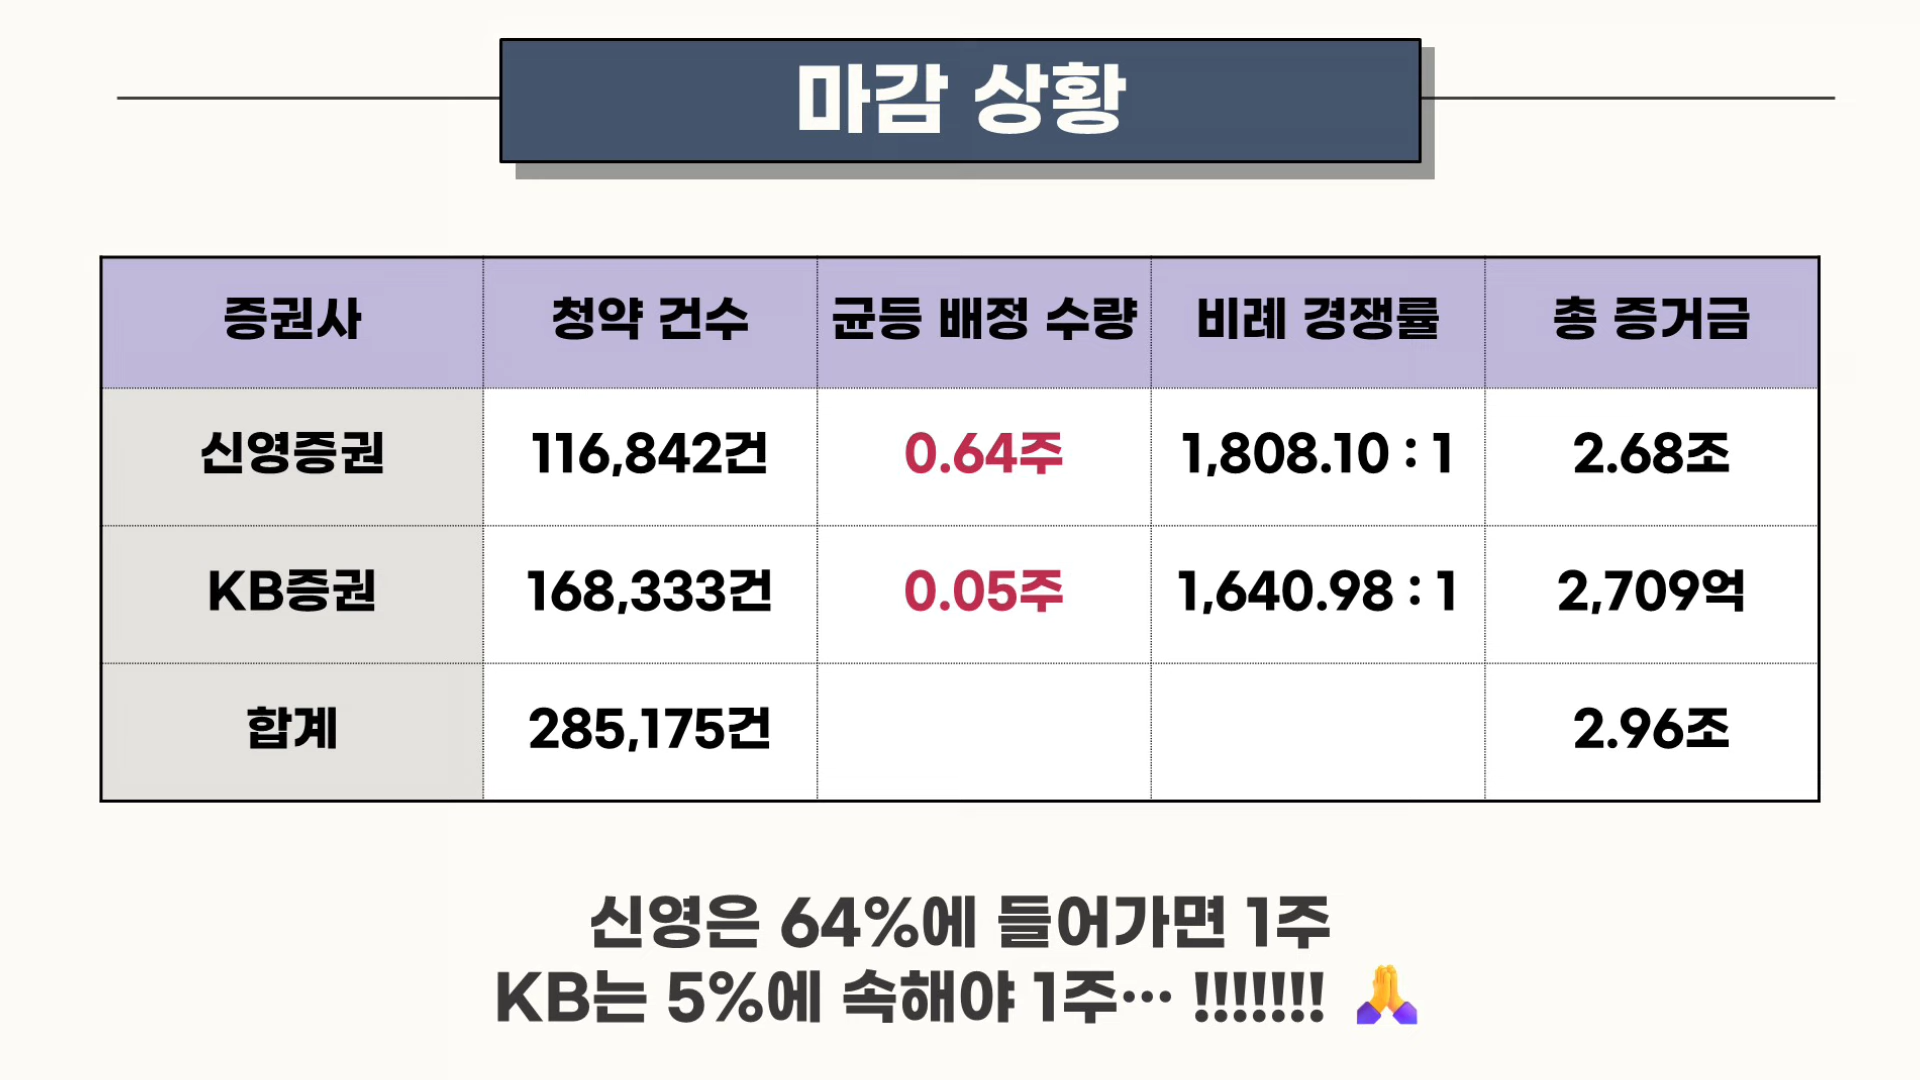 마감 상황
증권사 청약 건수 균등 배정 수량 비례 경쟁률 총 증거금
신영증권 116,842건 0.64주 1,808.10 : 1 2.68조
KB증권 168,333건 0.05주 1,640.98 : 1 2,709억
합계 285,175건 2.96조
신영은 64%에 들어가면 1주
KB는 5%에 속해야 1주… !!!!!!! 🙏